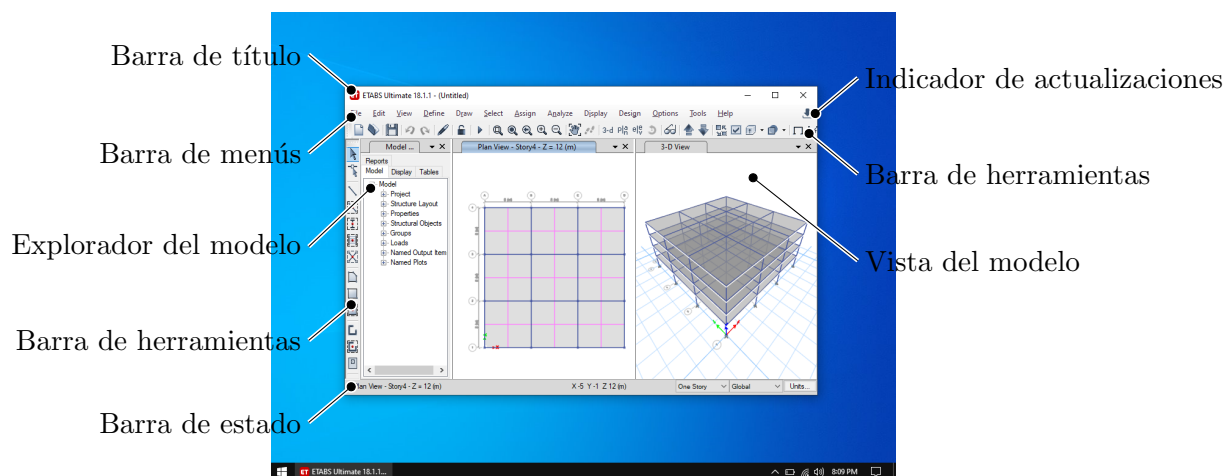 Barra de título
Barra de menús
Explorador del modelo
Barra de herramientas
Barra de estado
Indicador de actualizaciones
Barra de herramientas
Vista del modelo
ETABS Ultimate 18.1.1 - (Untitled)
Edit View Define Draw Select Assign Analyze Display Design Options Tools Help
3-d
Model ...
Plan View - Story4 - Z = 12 (m)
3-D View
Reports
Model Display Tables
Model
Project
Structure Layout
Properties
Structural Objects
Groups
Loads
Named Output Item
Named Plots
Plan View - Story4 - Z = 12 (m)
X -5 Y -1 Z 12 (m)
One Story
Global
Units...
ETABS Ultimate 18.1.1...
8:09 PM